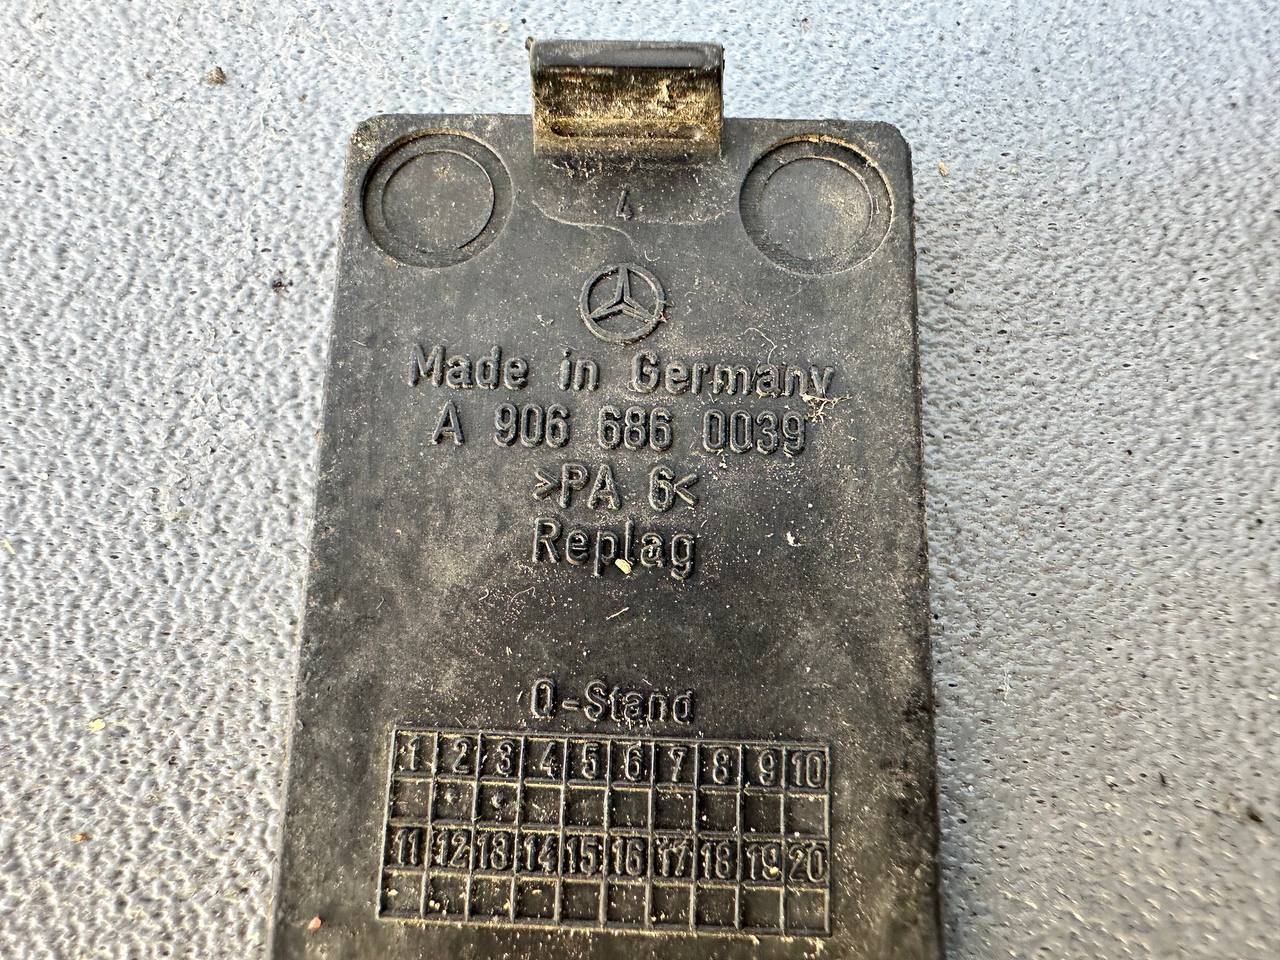 4
Made in Germany
A 906 686 0039
>PA 6<
Replag
Q-Stand
1 2 3 4 5 6 7 8 9 10
11 12 13 14 15 16 17 18 19 20